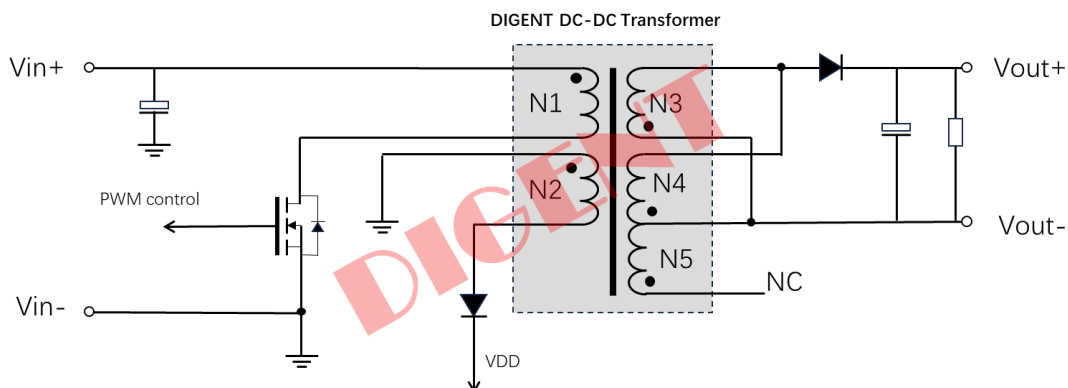 DIGENT DC-DC Transformer
Vin+
Vout+
N1
N3
N2
N4
PWM control
Vout-
N5
NC
Vin-
VDD
DIGENT